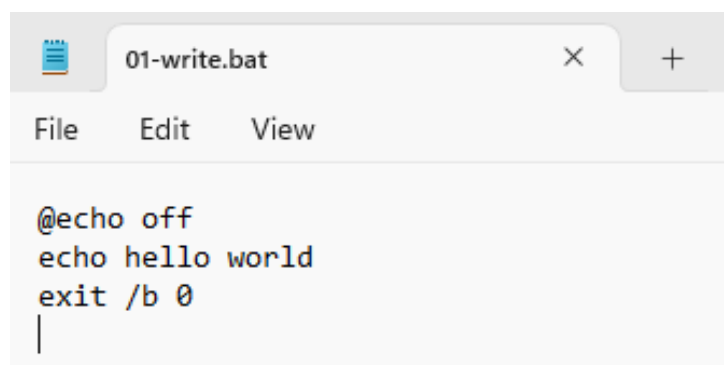 01-write.bat
File Edit View
@echo off
echo hello world
exit /b 0